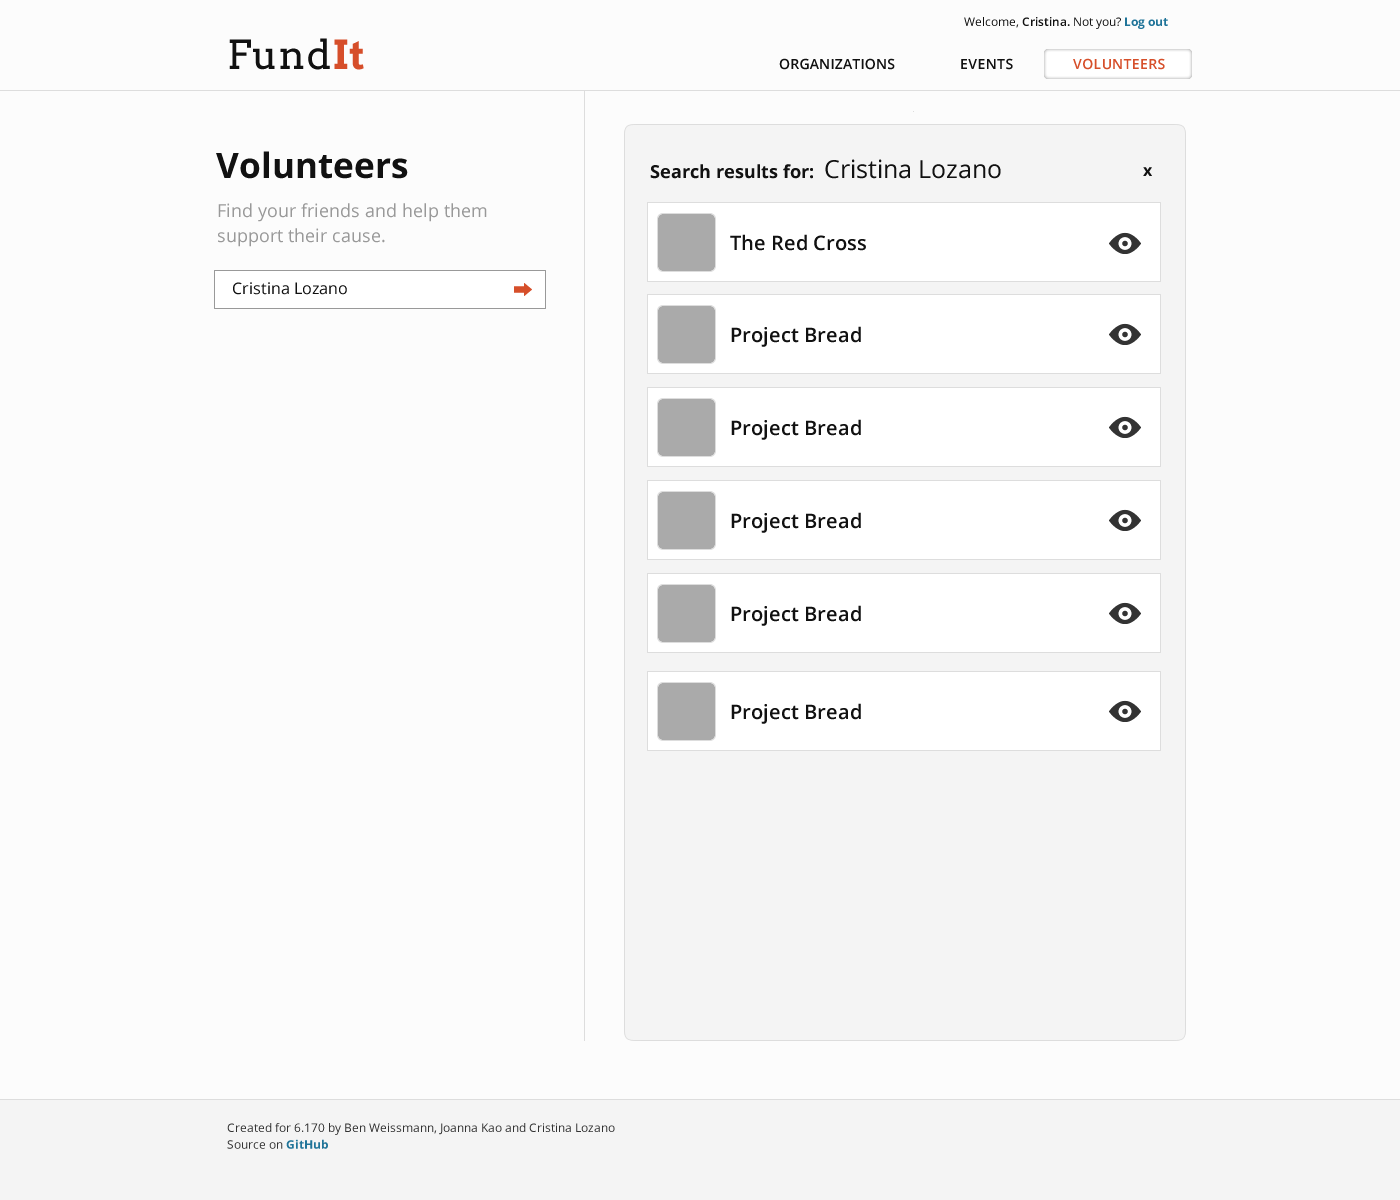 Welcome, Cristina. Not you? Log out
FundIt
ORGANIZATIONS
EVENTS
VOLUNTEERS
Volunteers
Find your friends and help them
support their cause.
Cristina Lozano
Search results for: Cristina Lozano
x
The Red Cross
Project Bread
Project Bread
Project Bread
Project Bread
Project Bread
Created for 6.170 by Ben Weissmann, Joanna Kao and Cristina Lozano
Source on GitHub